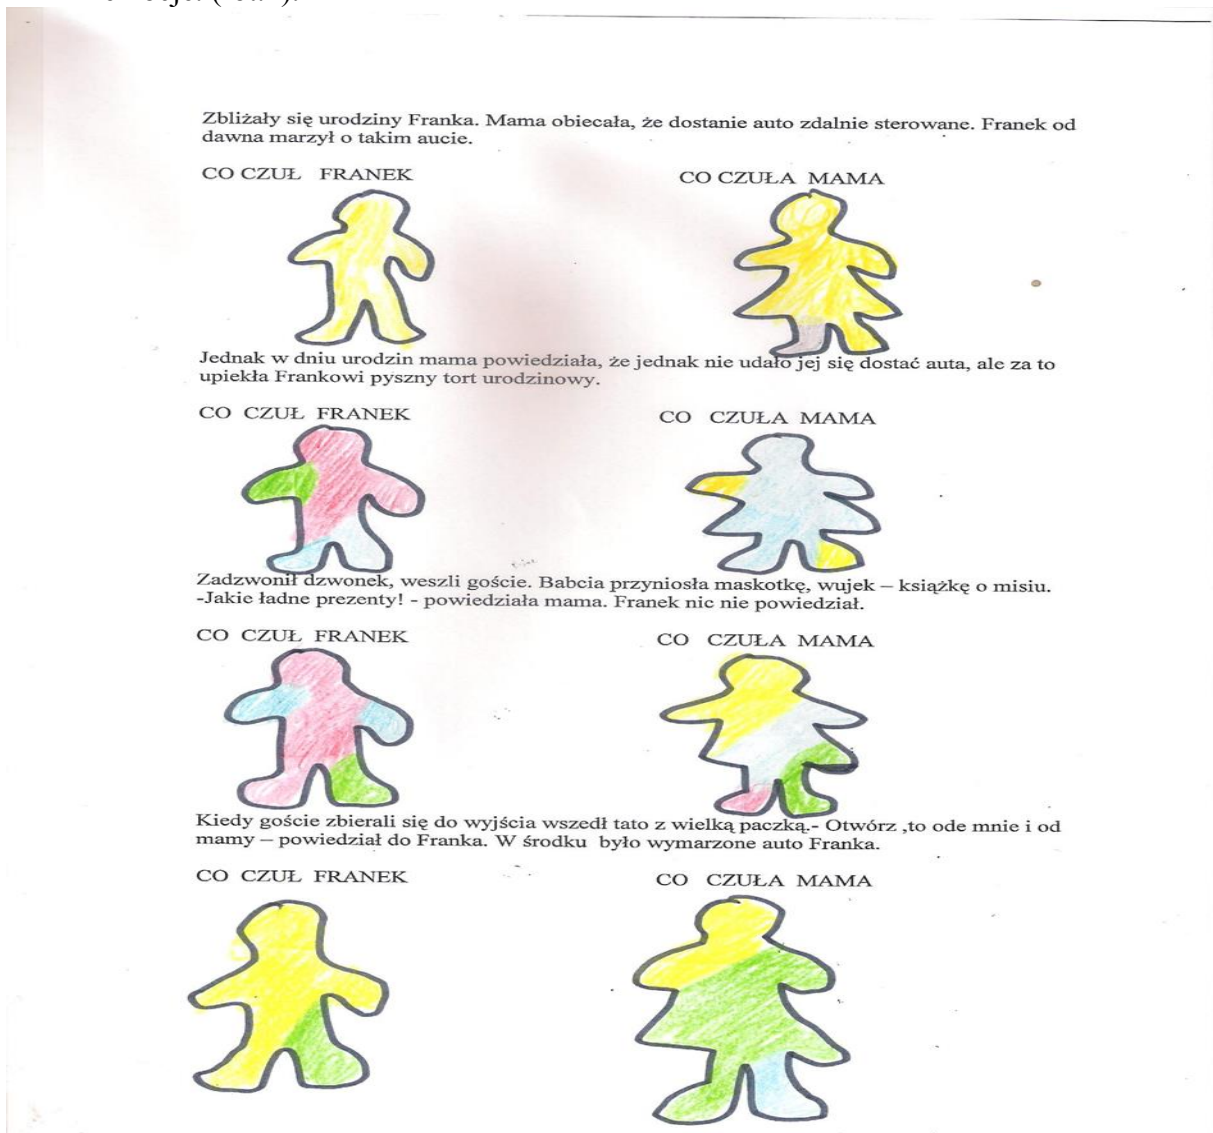 Zbliżały się urodziny Franka. Mama obiecała, że dostanie auto zdalnie sterowane. Franek od
dawna marzył o takim aucie.
CO CZUŁ FRANEK
CO CZUŁA MAMA
Jednak w dniu urodzin mama powiedziała, że jednak nie udało jej się dostać auta, ale za to
upiekła Frankowi pyszny tort urodzinowy.
CO CZUŁ FRANEK
CO CZUŁA MAMA
Zadzwonił dzwonek, weszli goście. Babcia przyniosła maskotkę, wujek – książkę o misiu.
-Jakie ładne prezenty! - powiedziała mama. Franek nic nie powiedział.
CO CZUŁ FRANEK
CO CZUŁA MAMA
Kiedy goście zbierali się do wyjścia wszedł tato z wielką paczką.- Otwórz ,to ode mnie i od
mamy – powiedział do Franka. W środku było wymarzone auto Franka.
CO CZUŁ FRANEK
CO CZUŁA MAMA